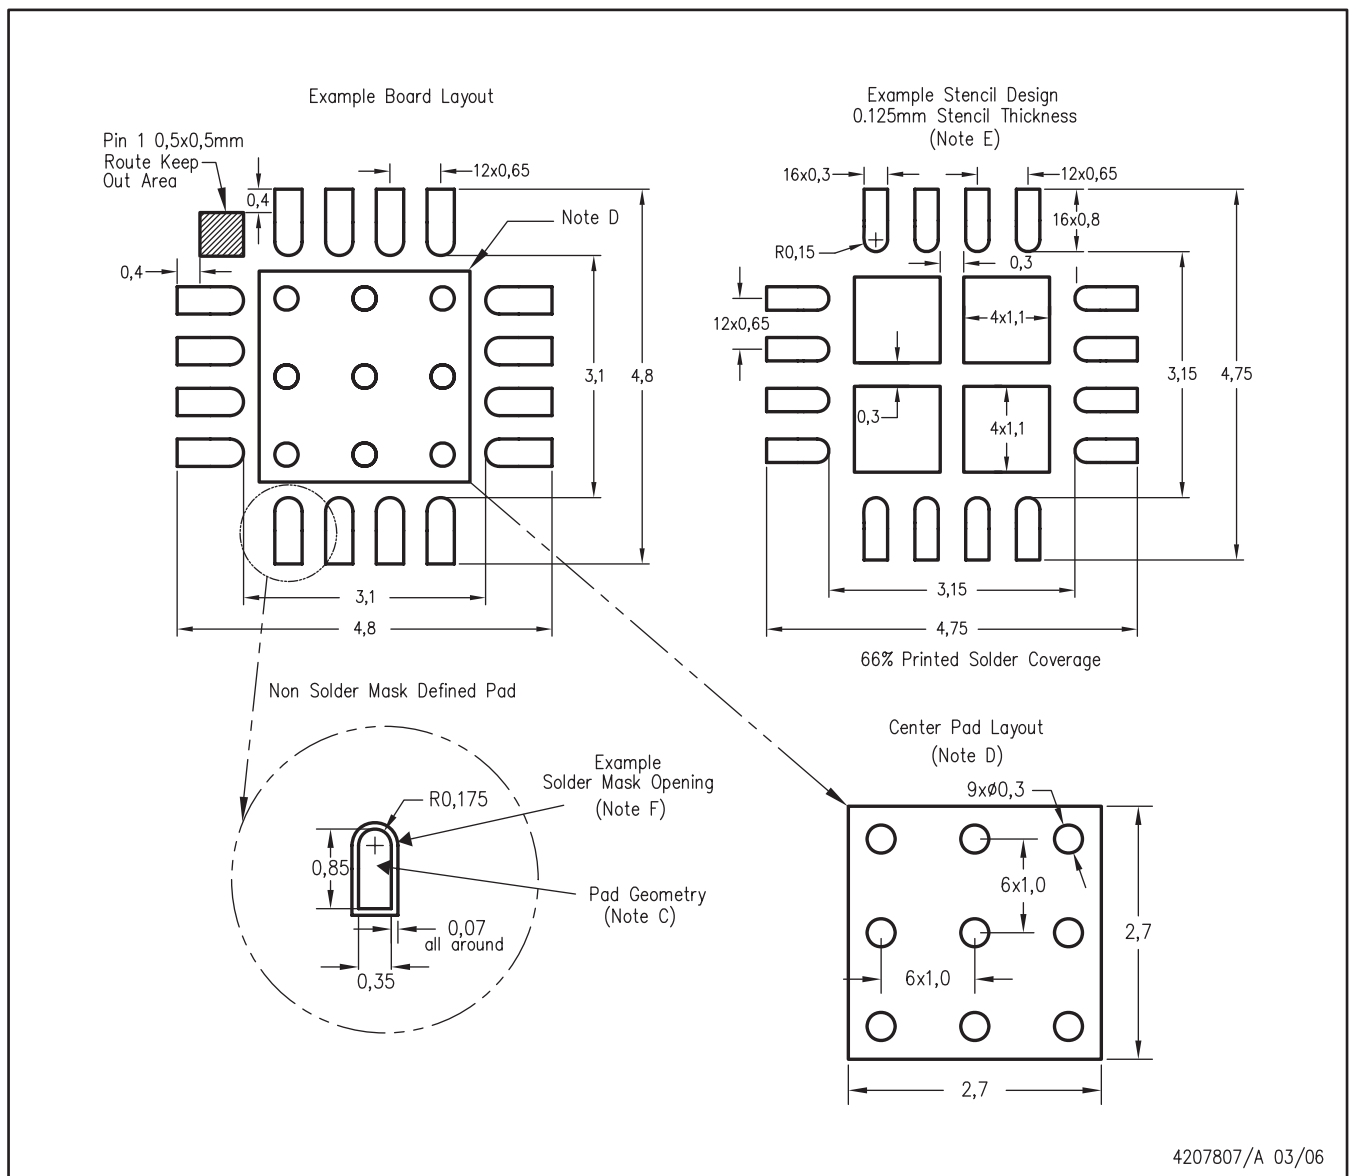 Example Board Layout
Pin 1 0,5x0,5mm
Route Keep
Out Area
0,4
12x0,65
Note D
0,4
3,1
4,8
3,1
4,8
Example Stencil Design
0.125mm Stencil Thickness
(Note E)
16x0,3
12x0,65
16x0,8
R0,15
0,3
12x0,65
4x1,1
3,15
4,75
0,3
4x1,1
3,15
4,75
66% Printed Solder Coverage
Non Solder Mask Defined Pad
Example
Solder Mask Opening
(Note F)
R0,175
0,85
Pad Geometry
(Note C)
0,07
all around
0,35
Center Pad Layout
(Note D)
9xø0,3
6x1,0
2,7
6x1,0
2,7
4207807/A 03/06